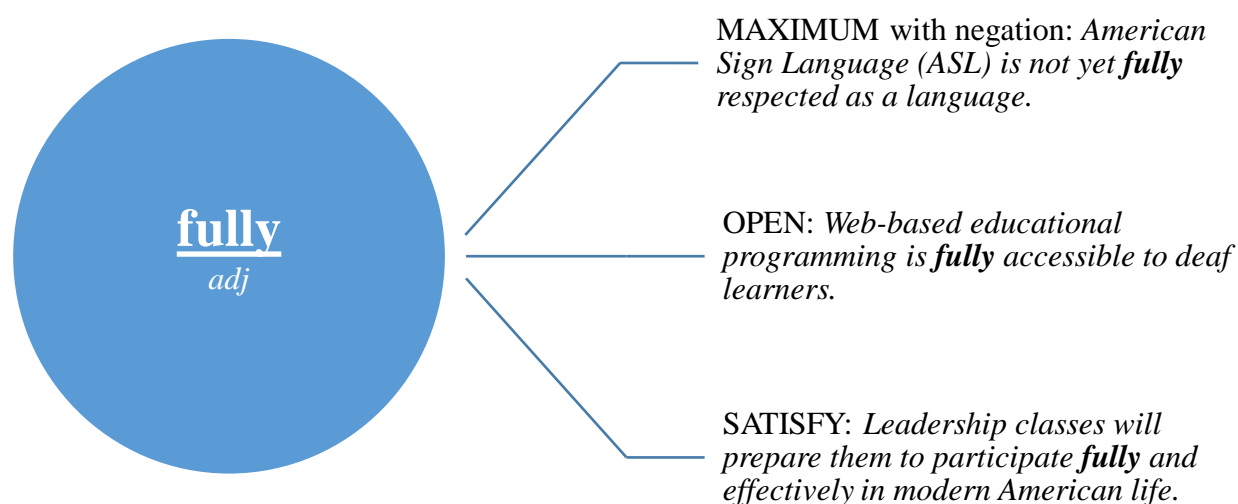 fully
adj
MAXIMUM with negation: American
Sign Language (ASL) is not yet fully
respected as a language.
OPEN: Web-based educational
programming is fully accessible to deaf
learners.
SATISFY: Leadership classes will
prepare them to participate fully and
effectively in modern American life.